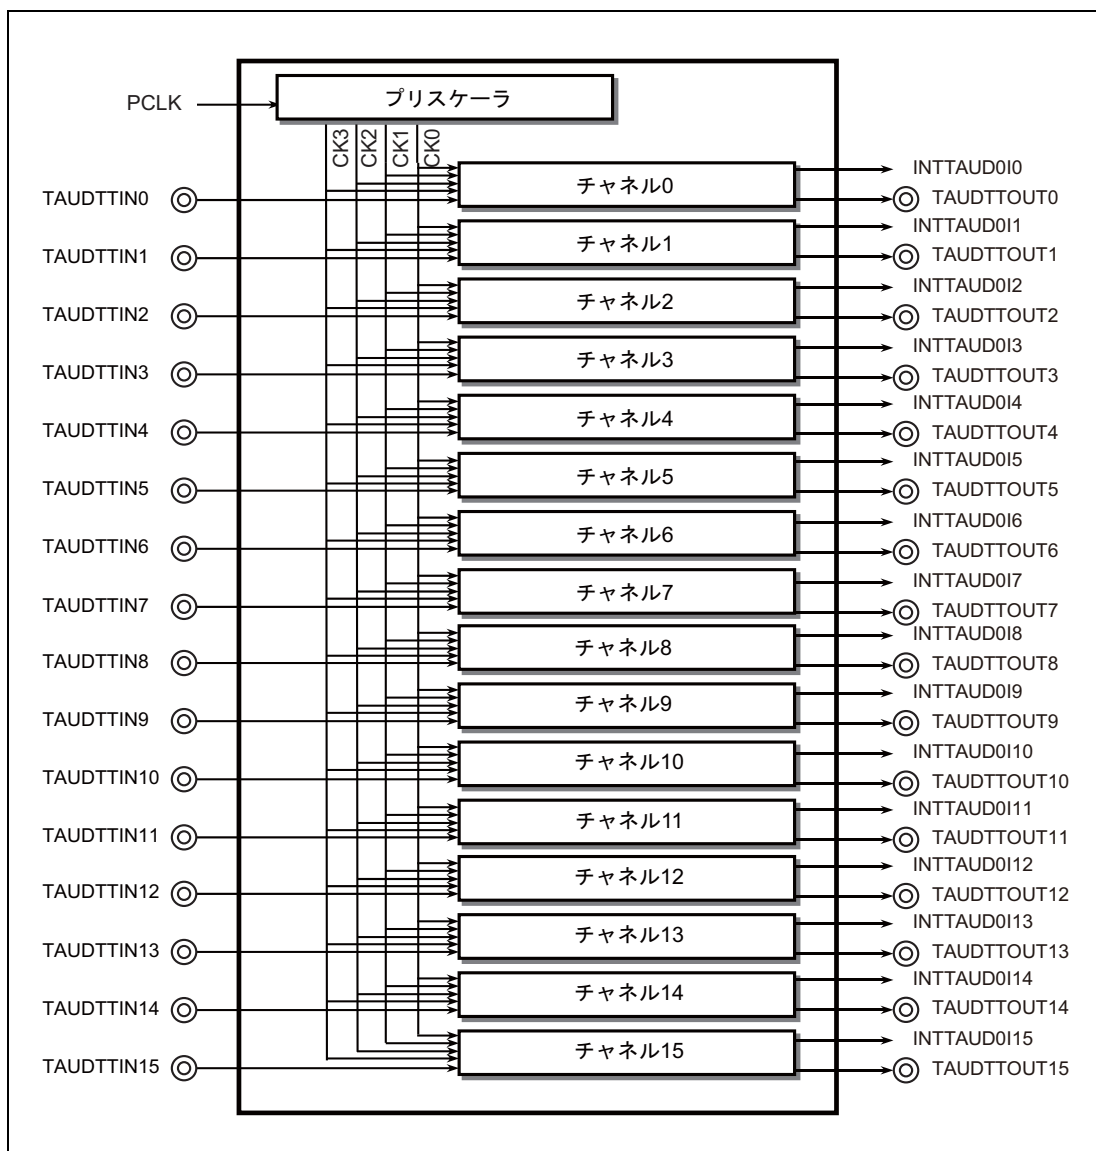 プリスケーラ
PCLK
CK3
CK2
CK1
CK0
TAUDTTIN0
チャネル0
INTTAUD0I0
TAUDTTOUT0
TAUDTTIN1
チャネル1
INTTAUD0I1
TAUDTTOUT1
TAUDTTIN2
チャネル2
INTTAUD0I2
TAUDTTOUT2
TAUDTTIN3
チャネル3
INTTAUD0I3
TAUDTTOUT3
TAUDTTIN4
チャネル4
INTTAUD0I4
TAUDTTOUT4
TAUDTTIN5
チャネル5
INTTAUD0I5
TAUDTTOUT5
TAUDTTIN6
チャネル6
INTTAUD0I6
TAUDTTOUT6
TAUDTTIN7
チャネル7
INTTAUD0I7
TAUDTTOUT7
TAUDTTIN8
チャネル8
INTTAUD0I8
TAUDTTOUT8
TAUDTTIN9
チャネル9
INTTAUD0I9
TAUDTTOUT9
TAUDTTIN10
チャネル10
INTTAUD0I10
TAUDTTOUT10
TAUDTTIN11
チャネル11
INTTAUD0I11
TAUDTTOUT11
TAUDTTIN12
チャネル12
INTTAUD0I12
TAUDTTOUT12
TAUDTTIN13
チャネル13
INTTAUD0I13
TAUDTTOUT13
TAUDTTIN14
チャネル14
INTTAUD0I14
TAUDTTOUT14
TAUDTTIN15
チャネル15
INTTAUD0I15
TAUDTTOUT15